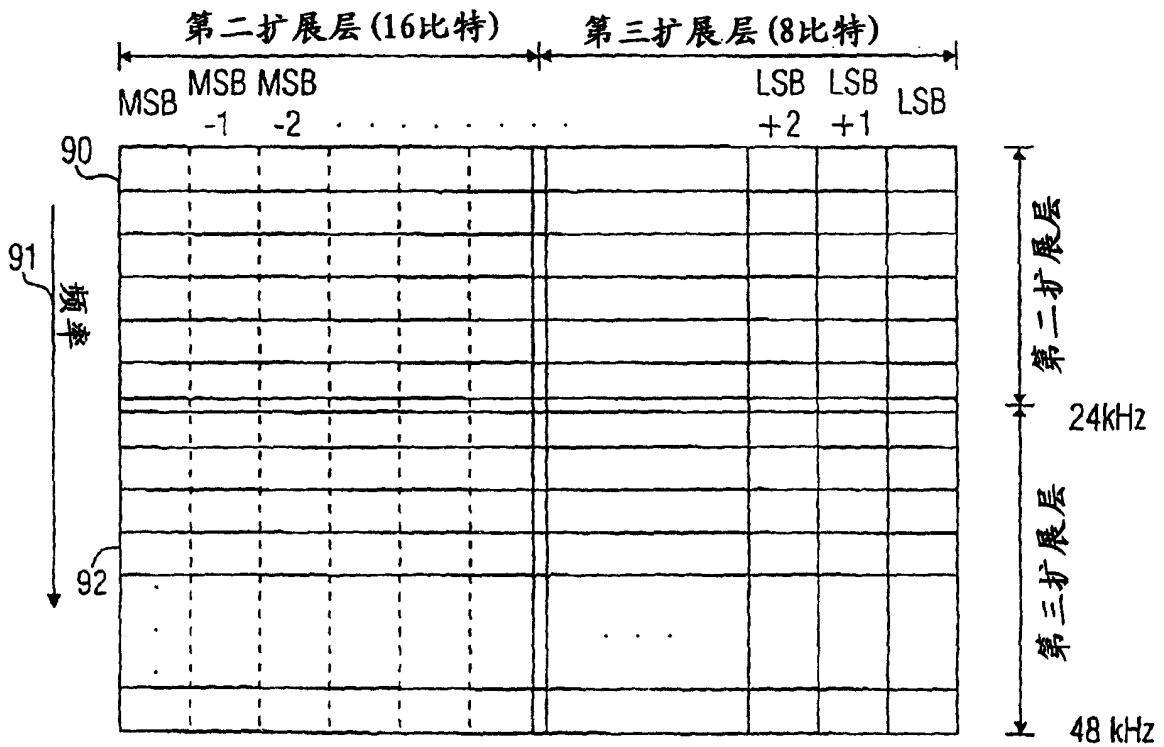 第二扩展层(16比特)
第三扩展层(8比特)
MSB
MSB
-1
MSB
-2
LSB
+2
LSB
+1
LSB
90
91
频率
92
第二扩展层
24kHz
第三扩展层
48 kHz